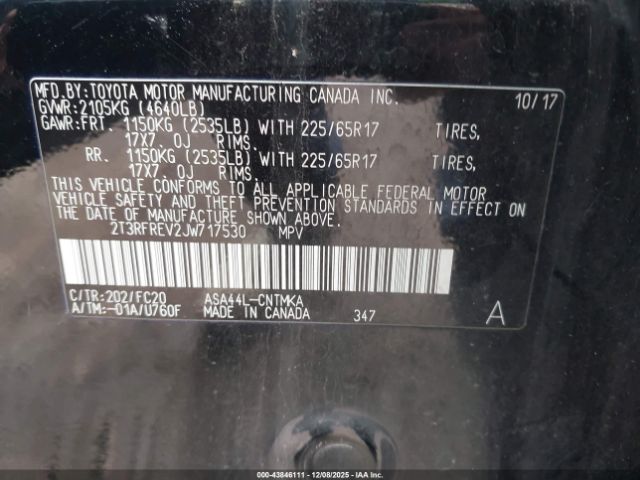 MFD.BY:TOYOTA MOTOR MANUFACTURING CANADA INC. 10/17
GVWR:2105KG (4640LB)
GAWR:FRT. 1150KG (2535LB) WITH 225/65R17 TIRES,
17X7.0J RIMS.
RR. 1150KG (2535LB) WITH 225/65R17 TIRES,
17X7.0J RIMS.
THIS VEHICLE CONFORMS TO ALL APPLICABLE FEDERAL MOTOR
VEHICLE SAFETY AND THEFT PREVENTION STANDARDS IN EFFECT ON
THE DATE OF MANUFACTURE SHOWN ABOVE.
2T3RFREV2JW717530 MPV
C/TR:202/FC20 ASA44L-CNTMKA
A/TM:-01A/U760F MADE IN CANADA 347 A
000-43846111 - 12/08/2025 - IAA Inc.